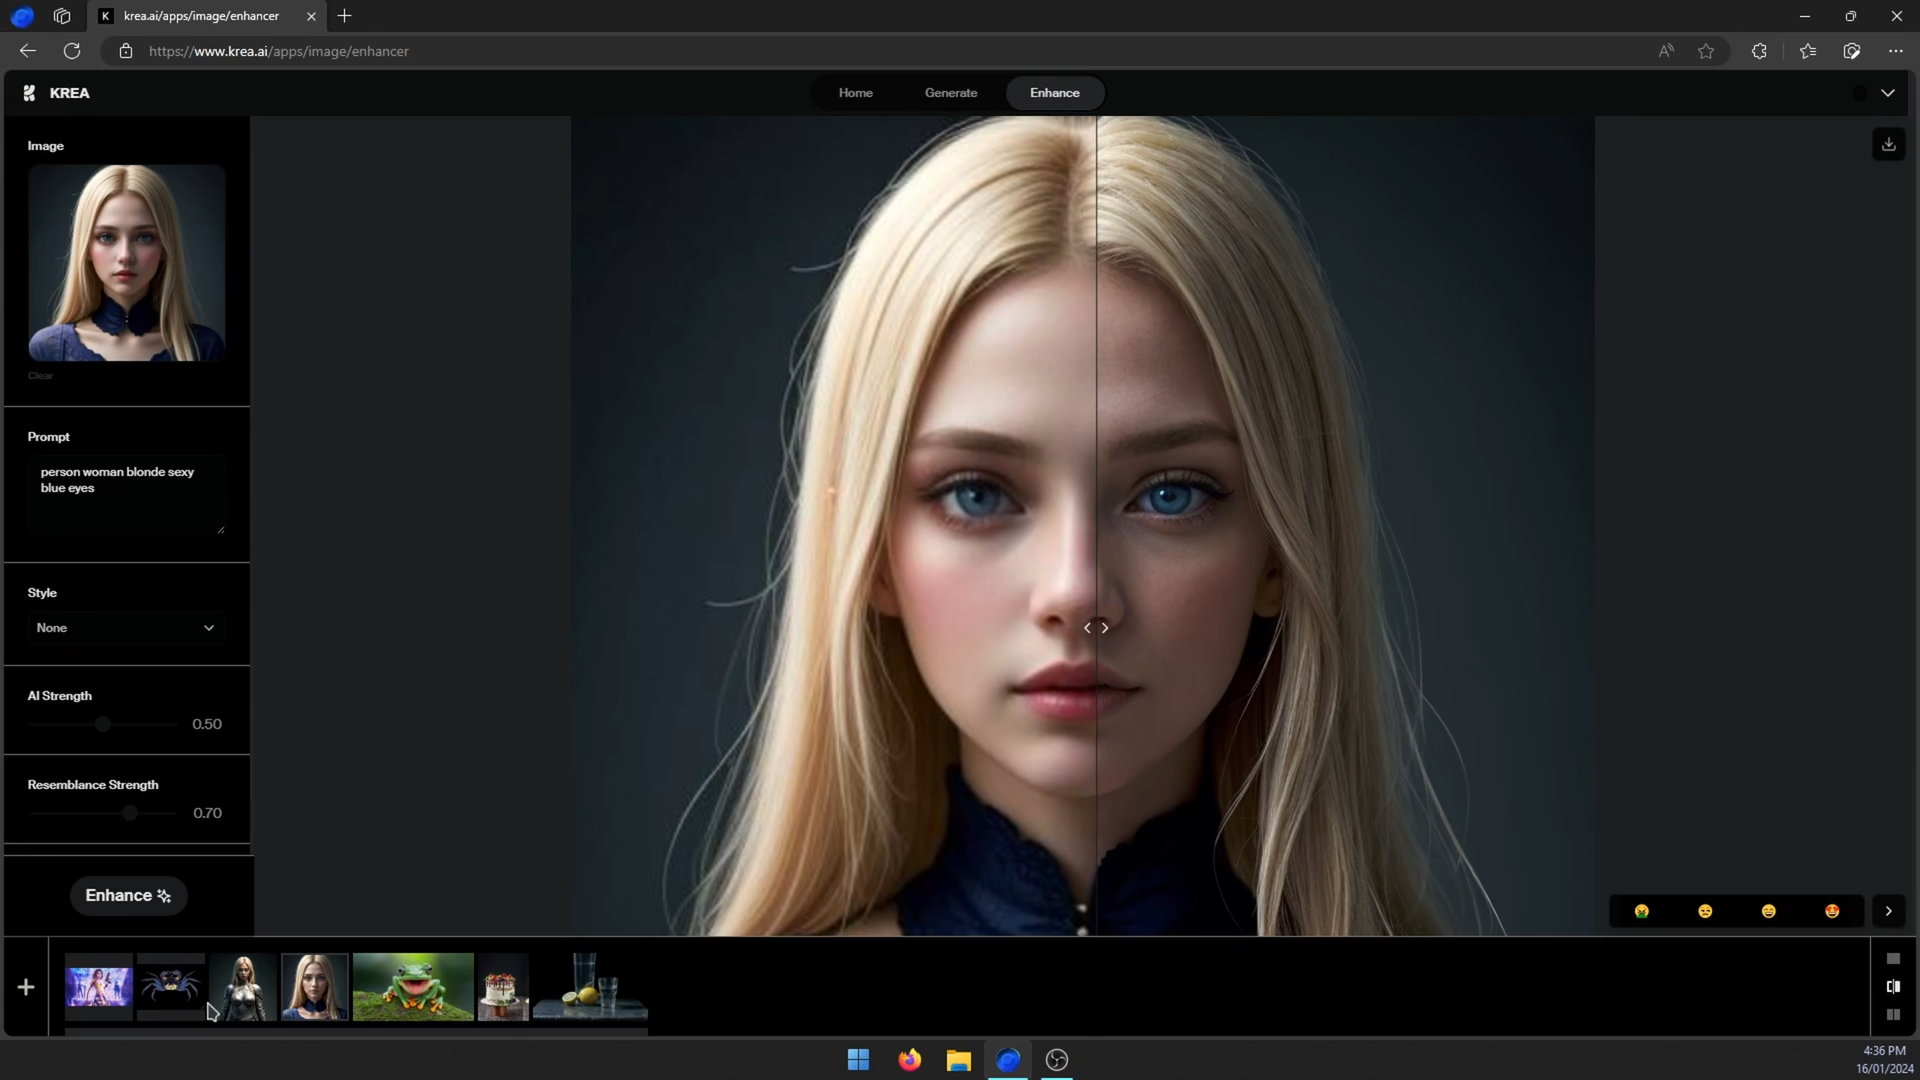 krea.ai/apps/image/enhancer
https://www.krea.ai/apps/image/enhancer
KREA
Home
Generate
Enhance
Image
Clear
Prompt
person woman blonde sexy
blue eyes
Style
None
AI Strength
0.50
Resemblance Strength
0.70
Enhance
4:36 PM
16/01/2024